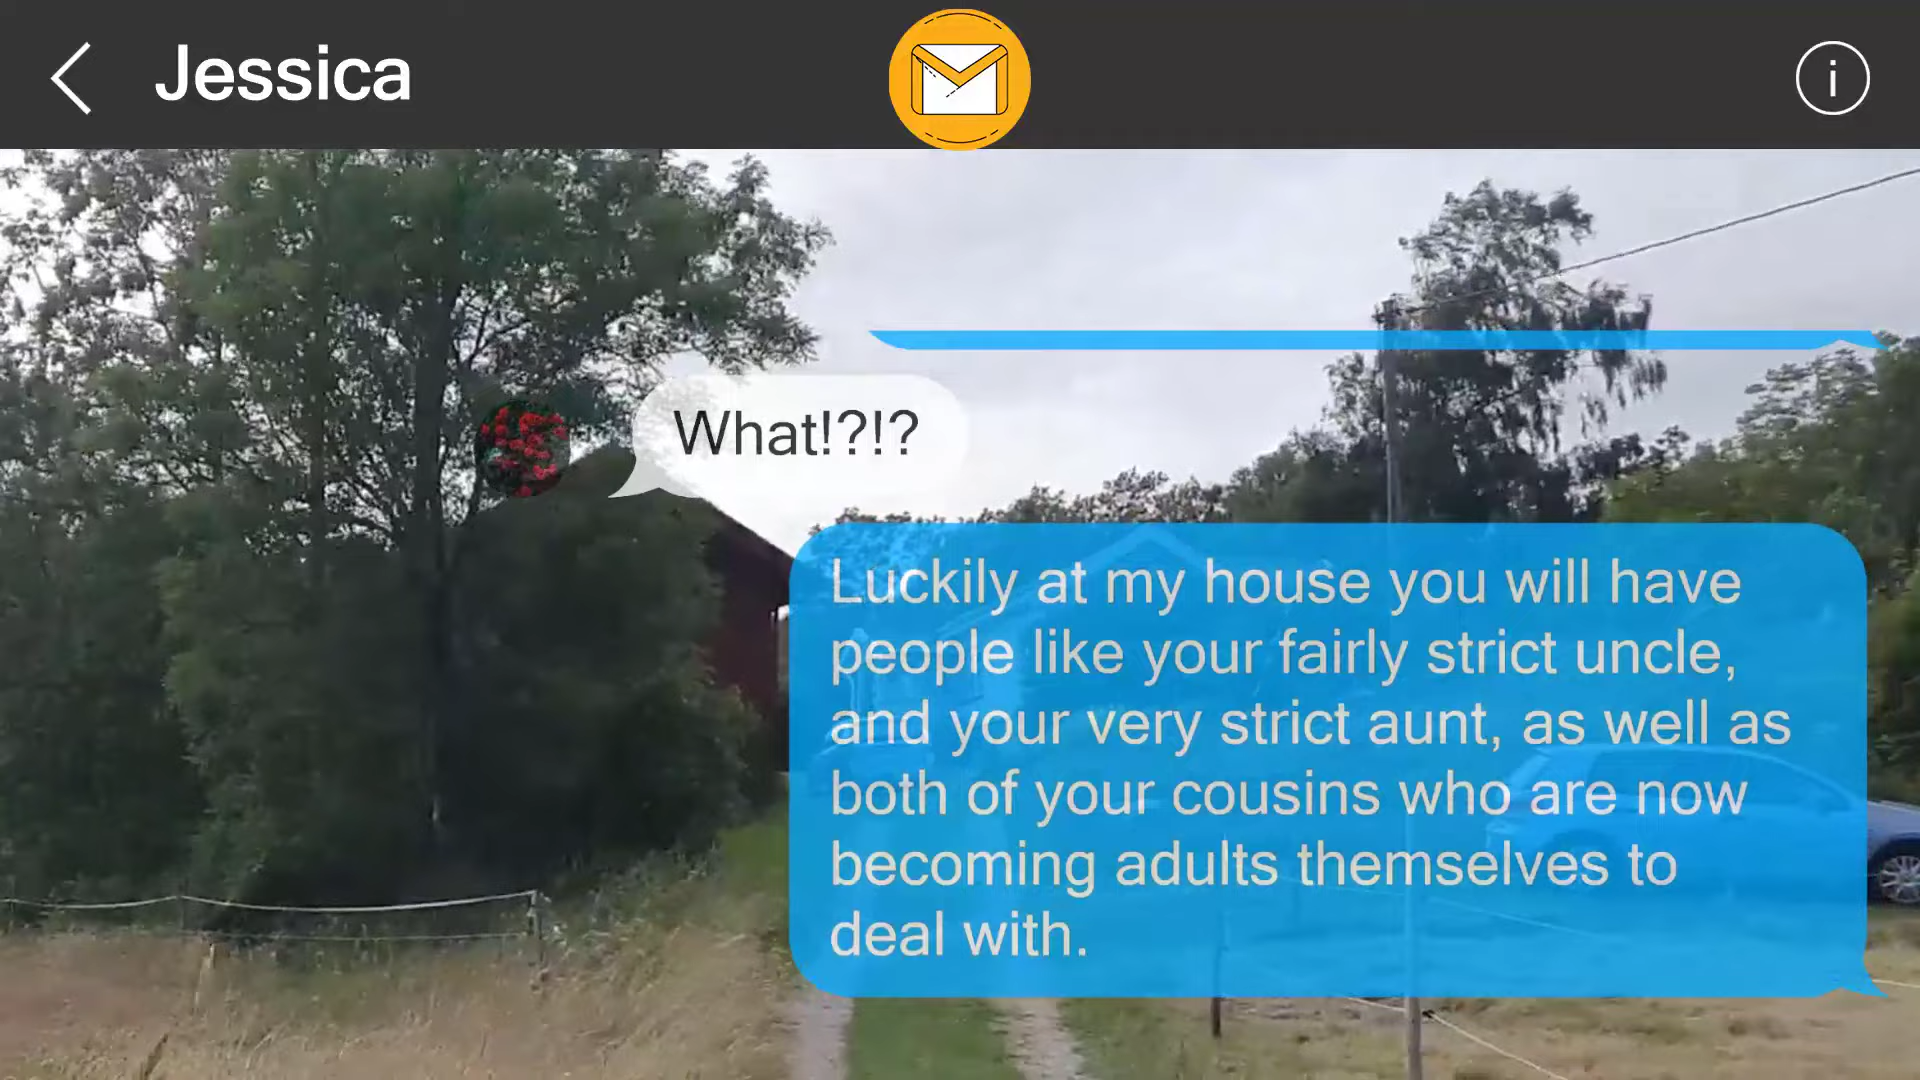 Jessica
i
What!?!?
Luckily at my house you will have
people like your fairly strict uncle,
and your very strict aunt, as well as
both of your cousins who are now
becoming adults themselves to
deal with.